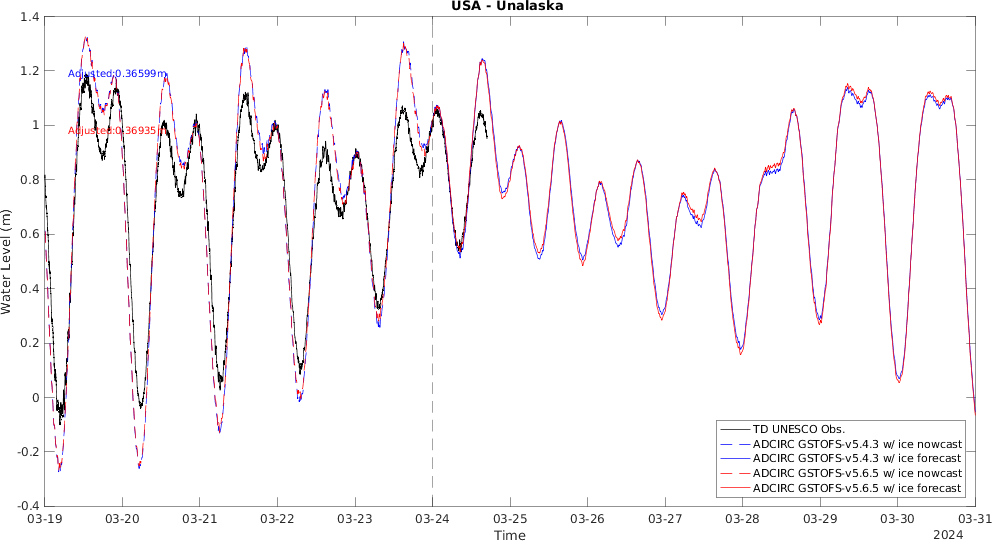 USA - Unalaska
1.4
1.2
1
0.8
0.6
0.4
0.2
0
-0.2
-0.4
Water Level (m)
Adjusted:0.36599m
Adjusted:0.36935m
TD UNESCO Obs.
ADCIRC GSTOFS-v5.4.3 w/ ice nowcast
ADCIRC GSTOFS-v5.4.3 w/ ice forecast
ADCIRC GSTOFS-v5.6.5 w/ ice nowcast
ADCIRC GSTOFS-v5.6.5 w/ ice forecast
03-19 03-20 03-21 03-22 03-23 03-24 03-25 03-26 03-27 03-28 03-29 03-30 03-31
Time
2024